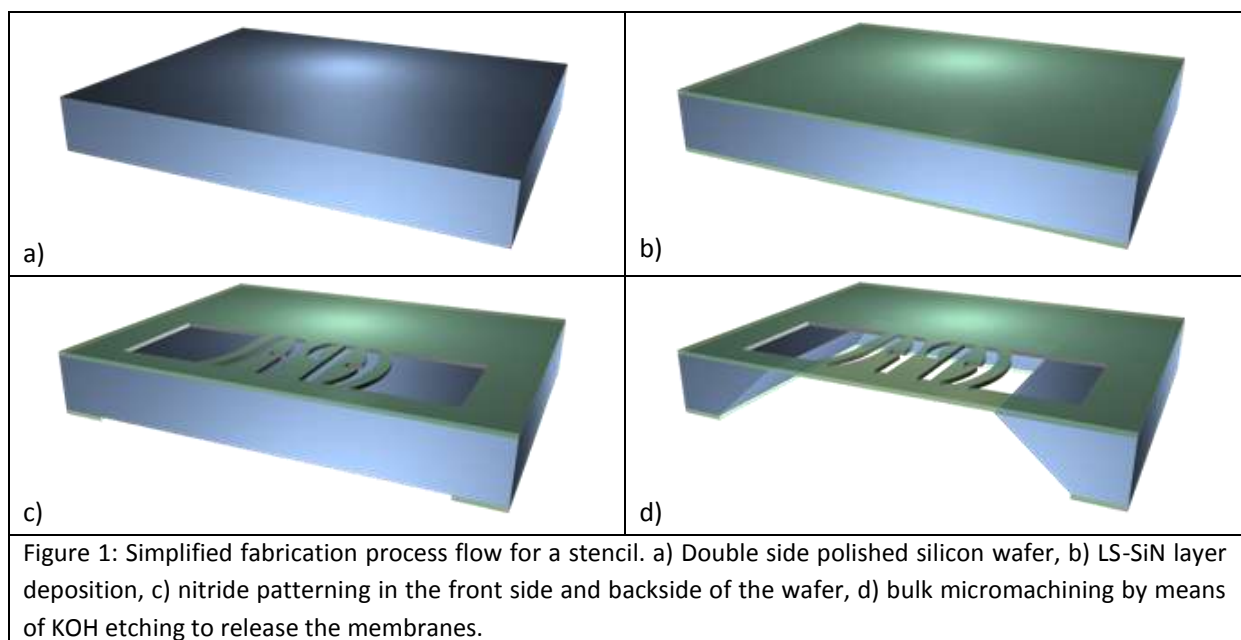 a)
b)
c)
d)
Figure 1: Simplified fabrication process flow for a stencil. a) Double side polished silicon wafer, b) LS-SiN layer
deposition, c) nitride patterning in the front side and backside of the wafer, d) bulk micromachining by means
of KOH etching to release the membranes.